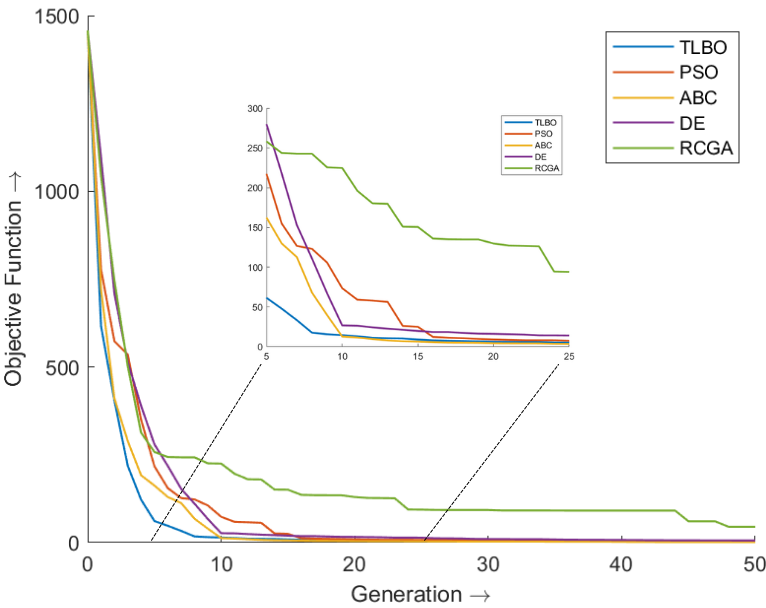 1500
1000
500
0
Objective Function →
0
10
20
30
40
50
Generation →
TLBO
PSO
ABC
DE
RCGA
300
250
200
150
100
50
0
5
10
15
20
25
TLBO
PSO
ABC
DE
RCGA